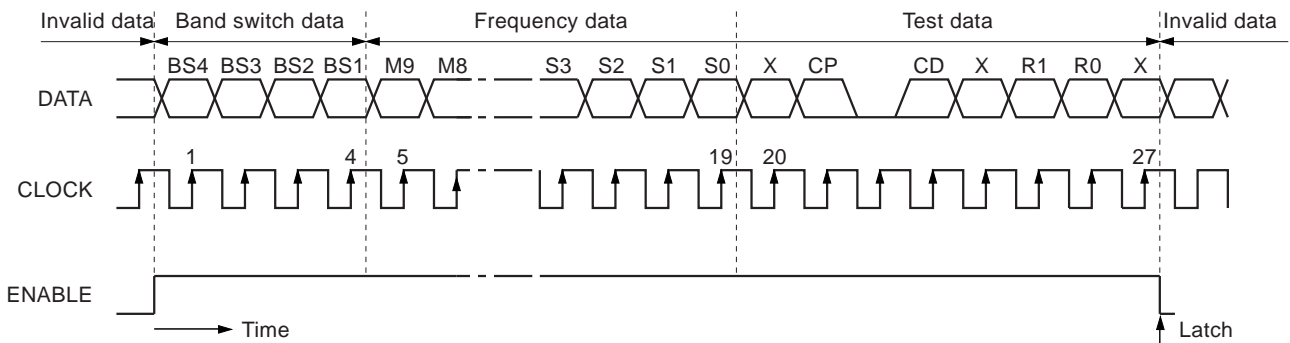 Invalid data Band switch data Frequency data Test data Invalid data
BS4 BS3 BS2 BS1 M9 M8 S3 S2 S1 S0 X CP CD X R1 R0 X
DATA
1 4 5 19 20 27
CLOCK
ENABLE
Time Latch